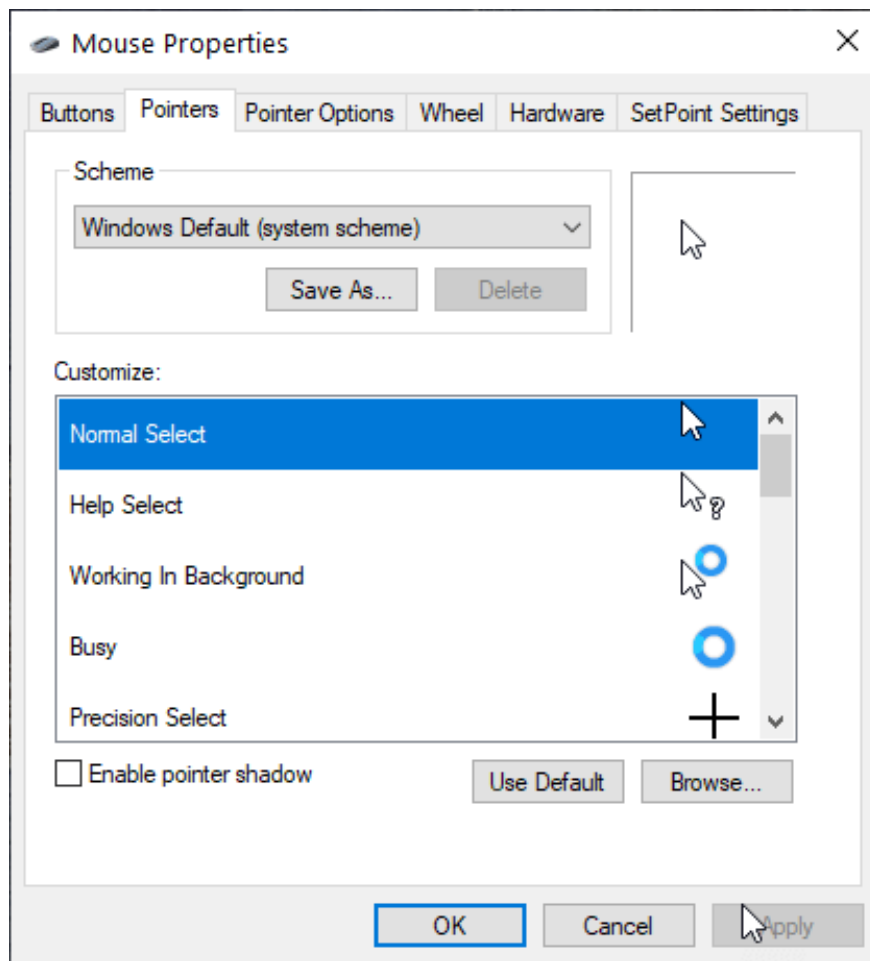 Mouse Properties
Buttons Pointers Pointer Options Wheel Hardware SetPoint Settings
Scheme
Windows Default (system scheme)
Save As... Delete
Customize:
Normal Select
Help Select
Working In Background
Busy
Precision Select
Enable pointer shadow
Use Default Browse...
OK Cancel Apply